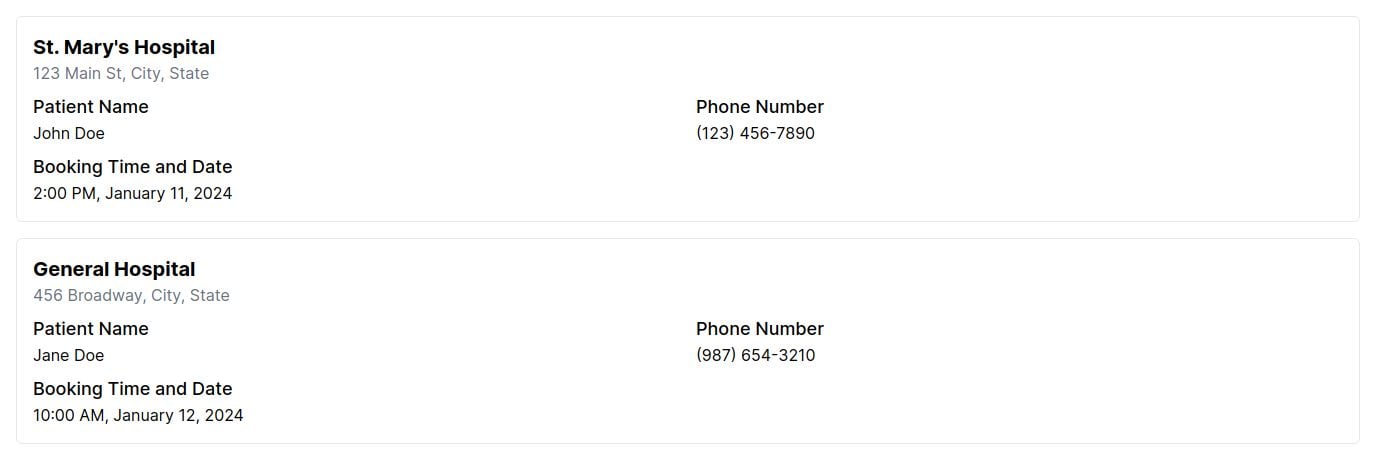 St. Mary's Hospital
123 Main St, City, State
Patient Name
John Doe
Phone Number
(123) 456-7890
Booking Time and Date
2:00 PM, January 11, 2024
General Hospital
456 Broadway, City, State
Patient Name
Jane Doe
Phone Number
(987) 654-3210
Booking Time and Date
10:00 AM, January 12, 2024